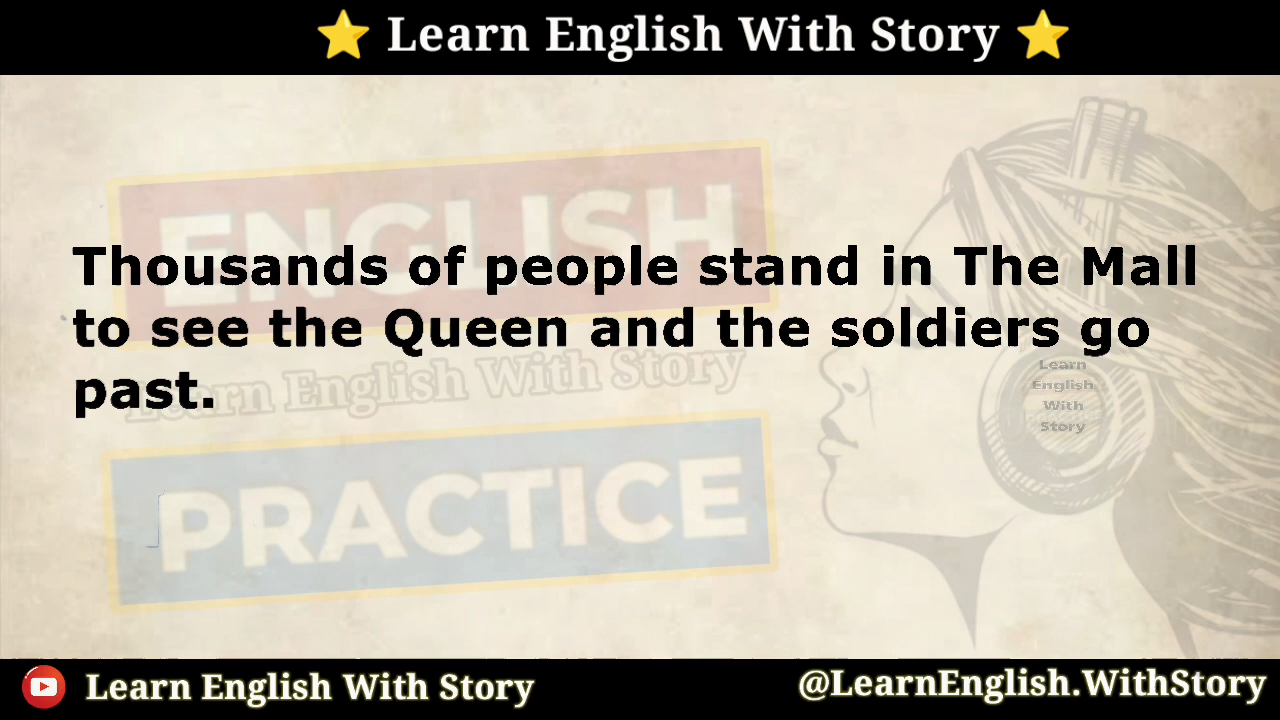 ⭐ Learn English With Story ⭐
ENGLISH
Thousands of people stand in The Mall
to see the Queen and the soldiers go
past.
Learn English With Story
Learn
English
With
Story
PRACTICE
Learn English With Story
@LearnEnglish.WithStory